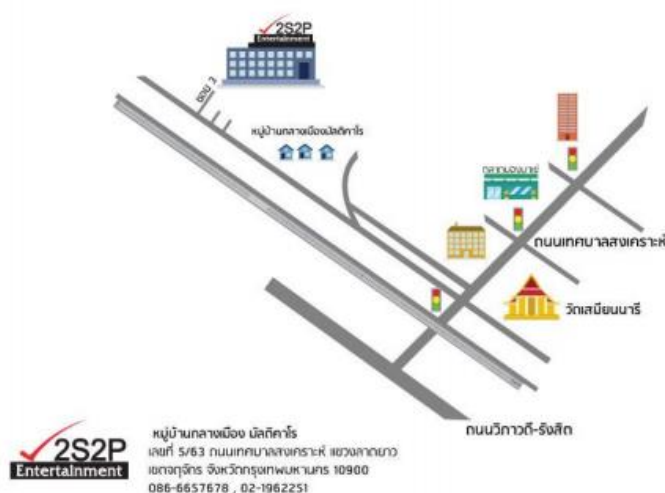 2S2P
Entertainment
ซอย 3
หมู่บ้านกลางเมืองมัลติคาโร
ถนนเทศบาลสงเคราะห์
วัดเสมียนนารี
ถนนวิภาวดี-รังสิต
2S2P
Entertainment
หมู่บ้านกลางเมือง มัลติคาโร
เลขที่ 5/63 ถนนเทศบาลสงเคราะห์ แขวงลาดยาว
เขตจตุจักร จังหวัดกรุงเทพมหานคร 10900
086-6657678 , 02-1962251